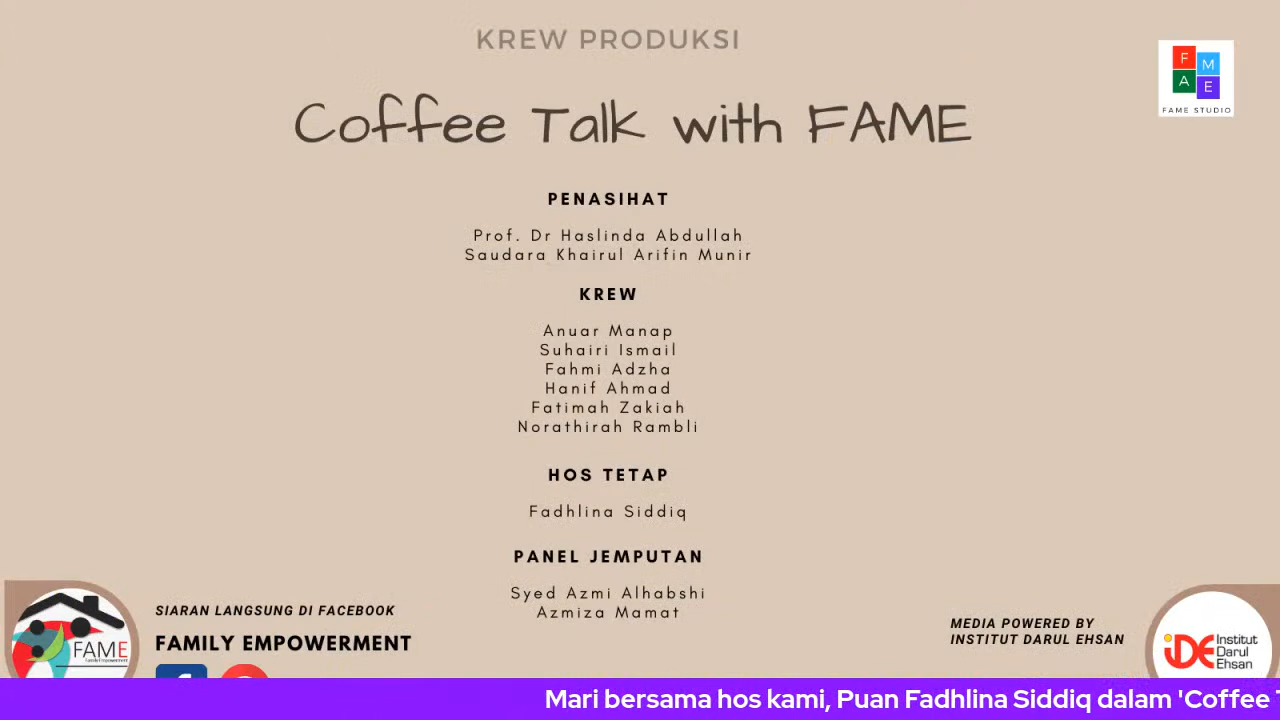 KREW PRODUKSI
Coffee Talk with FAME
F
M
A
E
FAME STUDIO
PENASIHAT
Prof. Dr Haslinda Abdullah
Saudara Khairul Arifin Munir
KREW
Anuar Manap
Suhairi Ismail
Fahmi Adzha
Hanif Ahmad
Fatimah Zakiah
Norathirah Rambli
HOS TETAP
Fadhlina Siddiq
PANEL JEMPUTAN
Syed Azmi Alhabshi
Azmiza Mamat
SIARAN LANGSUNG DI FACEBOOK
FAMILY EMPOWERMENT
FAME
Family Empowerment
MEDIA POWERED BY
INSTITUT DARUL EHSAN
iDE
Institut
Darul
Ehsan
Mari bersama hos kami, Puan Fadhlina Siddiq dalam 'Coffee